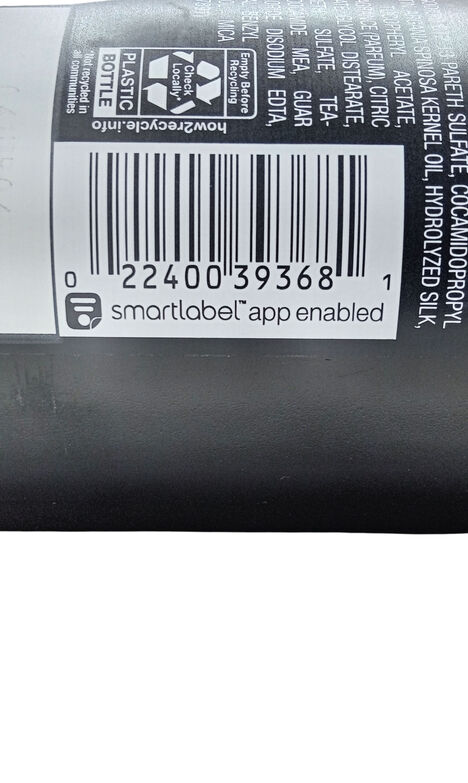 PARETH SULFATE, COCAMIDOPROPYL
SPINOSA KERNEL OIL, HYDROLYZED SILK,
ACETATE,
(PARFUM), CITRIC
DISTEARATE,
SULFATE, TEA-
MEA, GUAR
DISODIUM EDTA,
MICA
how2recycle.info
Empty Before
Recycling
Check
Locally*
PLASTIC
BOTTLE
*Not recycled in
all communities
0 22400 39368 1
smartlabel™ app enabled